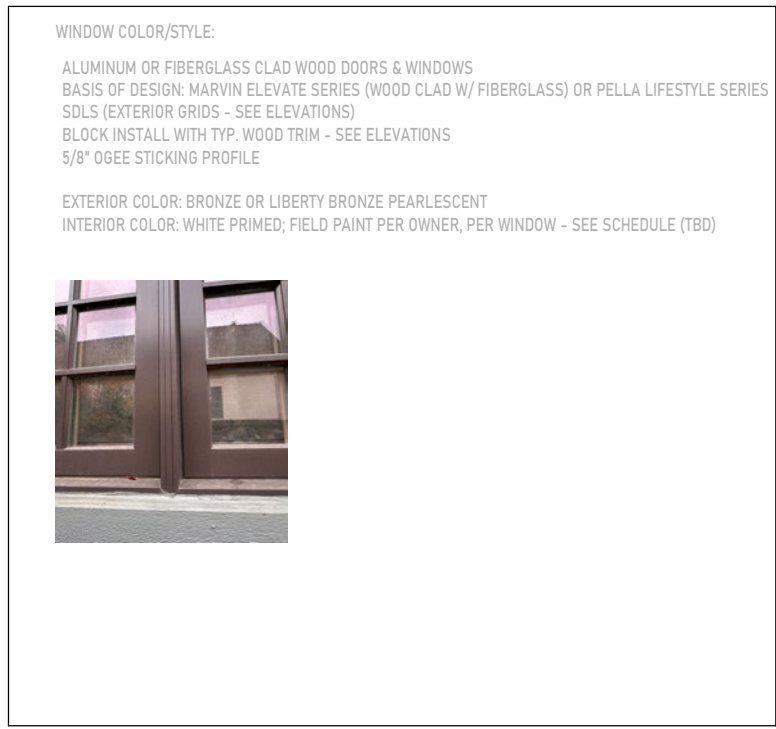 WINDOW COLOR/STYLE:
ALUMINUM OR FIBERGLASS CLAD WOOD DOORS & WINDOWS
BASIS OF DESIGN: MARVIN ELEVATE SERIES (WOOD CLAD W/ FIBERGLASS) OR PELLA LIFESTYLE SERIES
SDLS (EXTERIOR GRIDS - SEE ELEVATIONS)
BLOCK INSTALL WITH TYP. WOOD TRIM - SEE ELEVATIONS
5/8" OGEE STICKING PROFILE
EXTERIOR COLOR: BRONZE OR LIBERTY BRONZE PEARLESCENT
INTERIOR COLOR: WHITE PRIMED; FIELD PAINT PER OWNER, PER WINDOW - SEE SCHEDULE (TBD)